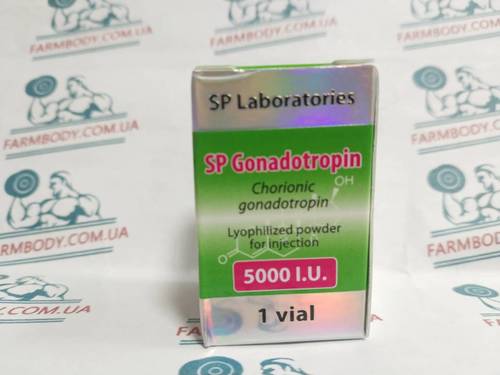 SP Laboratories
SP Gonadotropin
Chorionic
gonadotropin
Lyophilized powder
for injection
5000 I.U.
1 vial
OH
O
FARMBODY.COM.UA
FARMBODY.COM.UA
FARMBODY.COM.UA
FARMBODY.COM.UA
FARMBODY.COM.UA